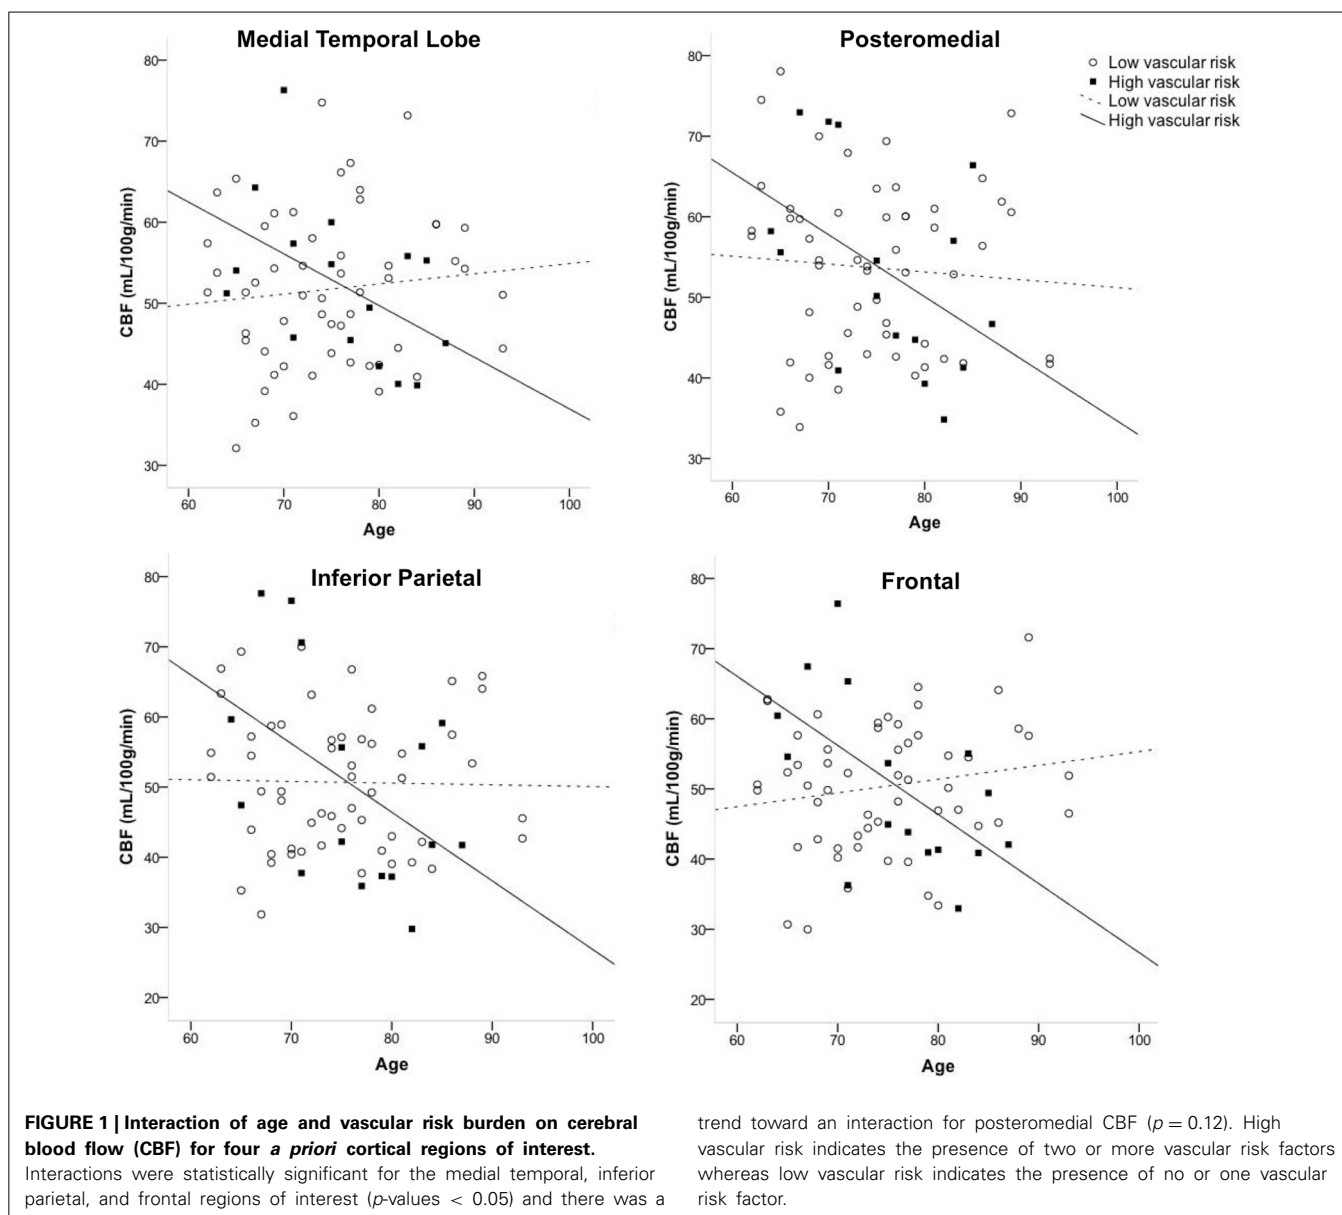 Medial Temporal Lobe
80
70
60
50
40
30
CBF (mL/100g/min)
60 70 80 90 100
Age
Posteromedial
Low vascular risk
High vascular risk
Low vascular risk
High vascular risk
80
70
60
50
40
30
CBF (mL/100g/min)
60 70 80 90 100
Age
Inferior Parietal
80
70
60
50
40
30
20
CBF (mL/100g/min)
60 70 80 90 100
Age
Frontal
80
70
60
50
40
30
20
CBF (mL/100g/min)
60 70 80 90 100
Age
FIGURE 1 | Interaction of age and vascular risk burden on cerebral
blood flow (CBF) for four a priori cortical regions of interest.
Interactions were statistically significant for the medial temporal, inferior
parietal, and frontal regions of interest (p-values < 0.05) and there was a
trend toward an interaction for posteromedial CBF (p = 0.12). High
vascular risk indicates the presence of two or more vascular risk factors
whereas low vascular risk indicates the presence of no or one vascular
risk factor.